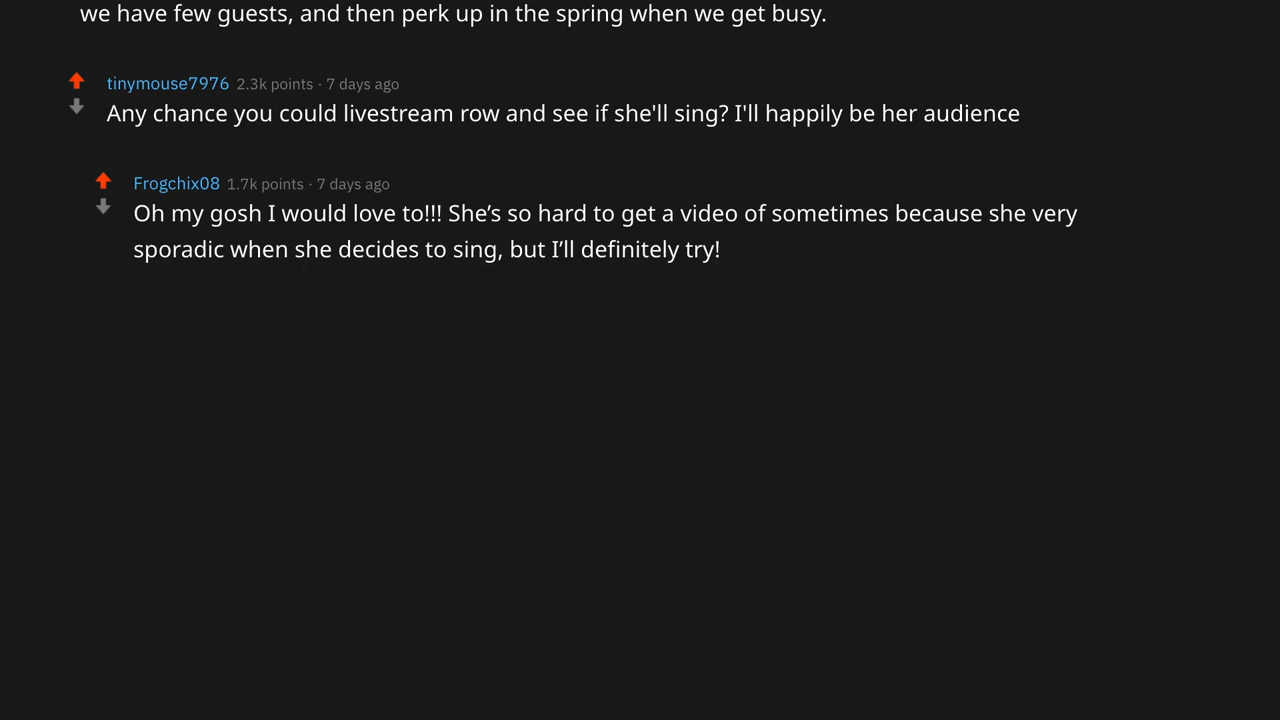 we have few guests, and then perk up in the spring when we get busy.
tinymouse7976 2.3k points · 7 days ago
Any chance you could livestream row and see if she'll sing? I'll happily be her audience
Frogchix08 1.7k points · 7 days ago
Oh my gosh I would love to!!! She’s so hard to get a video of sometimes because she very
sporadic when she decides to sing, but I’ll definitely try!